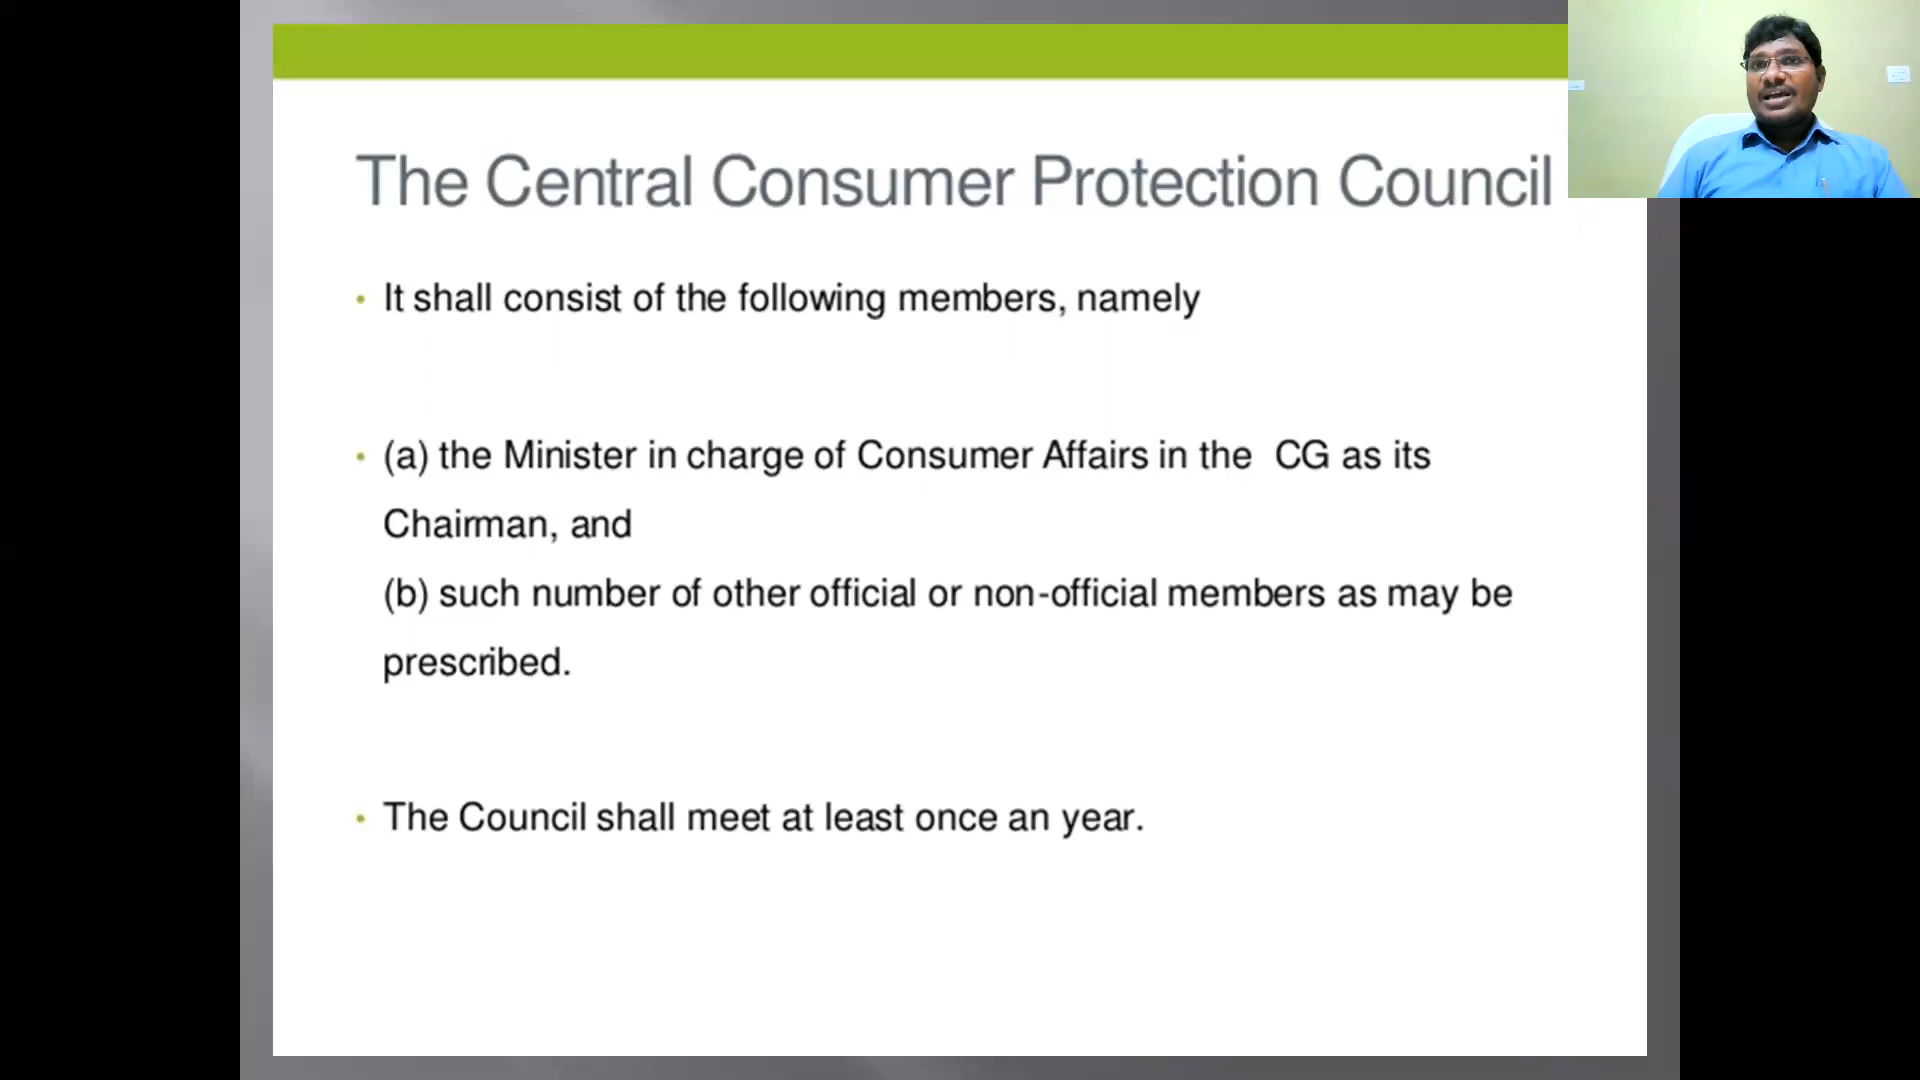 The Central Consumer Protection Council
• It shall consist of the following members, namely
• (a) the Minister in charge of Consumer Affairs in the CG as its
Chairman, and
(b) such number of other official or non-official members as may be
prescribed.
• The Council shall meet at least once an year.